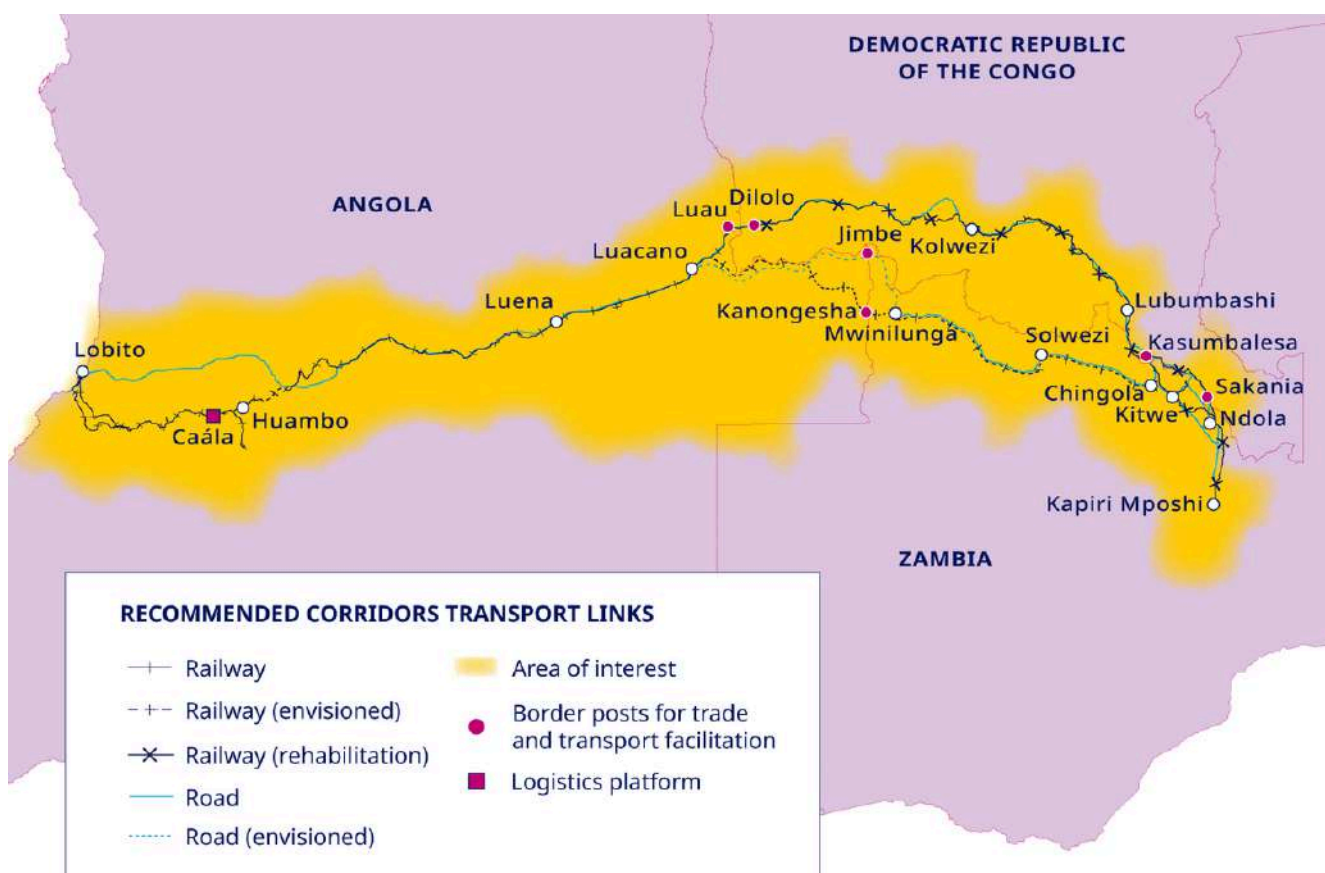 DEMOCRATIC REPUBLIC
OF THE CONGO
ANGOLA
Dilolo
Luau
Jimbe
Kolwezi
Luacano
Luena
Lubumbashi
Kanongesha
Mwinilunga
Solwezi
Kasumbalesa
Lobito
Chingola
Sakania
Kitwe
Ndola
Huambo
Caála
Kapiri Mposhi
ZAMBIA
RECOMMENDED CORRIDORS TRANSPORT LINKS
Railway
Railway (envisioned)
Railway (rehabilitation)
Road
Road (envisioned)
Area of interest
Border posts for trade
and transport facilitation
Logistics platform